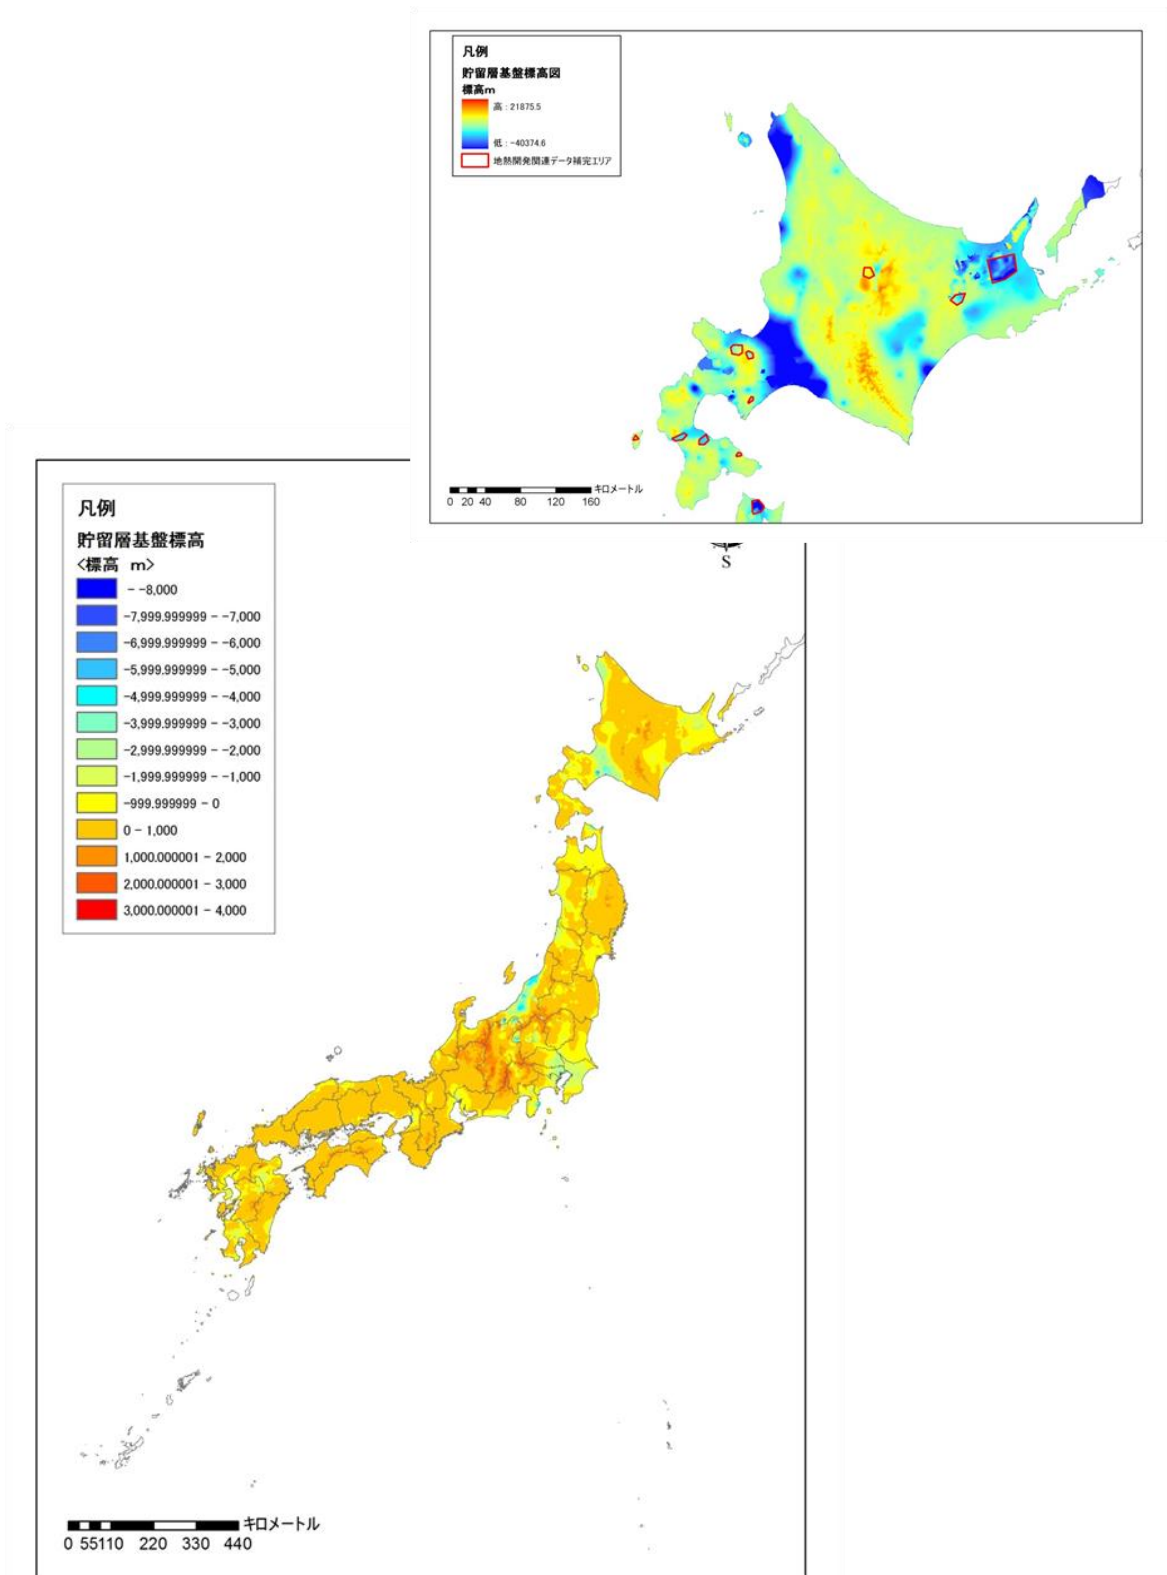 凡例
貯留層基盤標高図
標高m
高 : 21875.5
低 : -40374.6
地熱開発関連データ補完エリア
キロメートル
0 20 40 80 120 160
凡例
貯留層基盤標高
<標高 m>
- -8,000
-7,999.999999 - -7,000
-6,999.999999 - -6,000
-5,999.999999 - -5,000
-4,999.999999 - -4,000
-3,999.999999 - -3,000
-2,999.999999 - -2,000
-1,999.999999 - -1,000
-999.999999 - 0
0 - 1,000
1,000.000001 - 2,000
2,000.000001 - 3,000
3,000.000001 - 4,000
S
キロメートル
0 55110 220 330 440